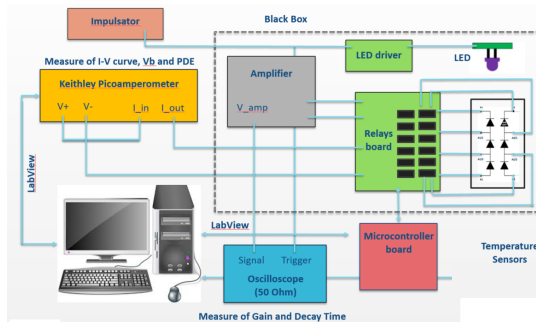 Impulsator
Black Box
LED driver
LED
Measure of I-V curve, Vb and PDE
Keithley Picoamperometer
V+ V- I_in I_out
Amplifier
V_amp
Relays
board
LabView
LabView
Microcontroller
board
Temperature
Sensors
Signal Trigger
Oscilloscope
(50 Ohm)
Measure of Gain and Decay Time